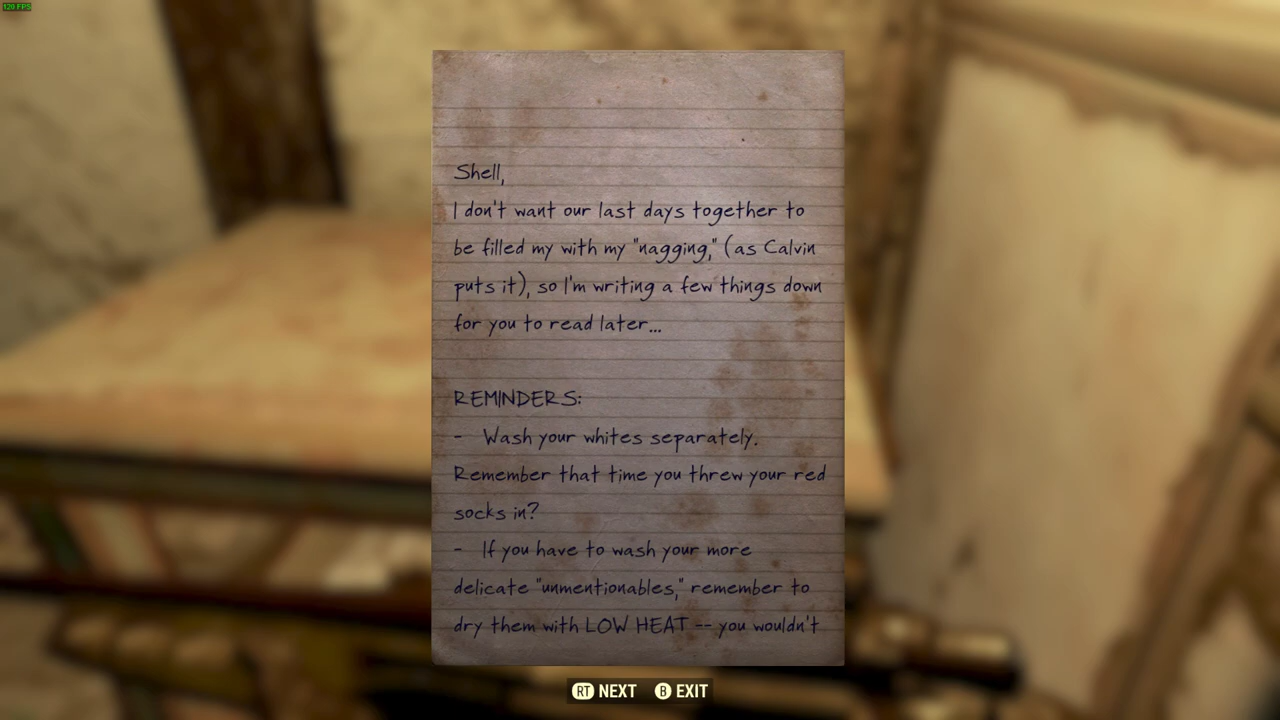 120 FPS
Shell,
I don't want our last days together to
be filled my with my "nagging," (as Calvin
puts it), so I'm writing a few things down
for you to read later...
REMINDERS:
- Wash your whites separately.
Remember that time you threw your red
socks in?
- If you have to wash your more
delicate "unmentionables," remember to
dry them with LOW HEAT -- you wouldn't
RT NEXT B EXIT